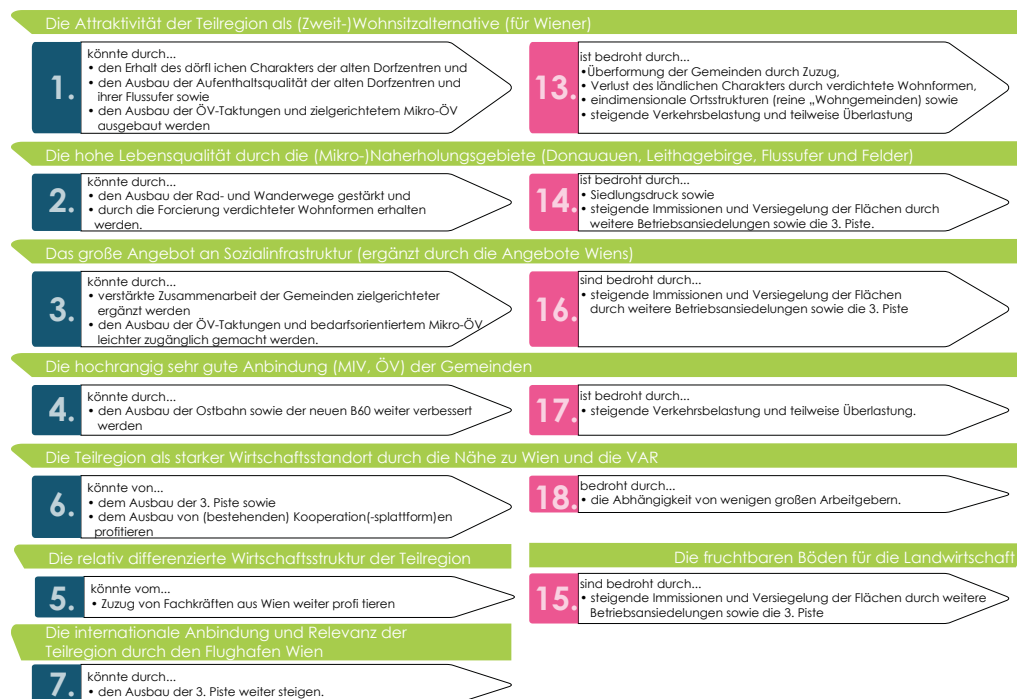 Die Attraktivität der Teilregion als (Zweit-)Wohnsitzalternative (für Wiener)
1.
könnte durch...
• den Erhalt des dörfl ichen Charakters der alten Dorfzentren und
• den Ausbau der Aufenthaltsqualität der alten Dorfzentren und
ihrer Flussufer sowie
• den Ausbau der ÖV-Taktungen und zielgerichtetem Mikro-ÖV
ausgebaut werden
13.
ist bedroht durch...
•Überformung der Gemeinden durch Zuzug,
• Verlust des ländlichen Charakters durch verdichtete Wohnformen,
• eindimensionale Ortsstrukturen (reine „Wohngemeinden) sowie
• steigende Verkehrsbelastung und teilweise Überlastung
Die hohe Lebensqualität durch die (Mikro-)Naherholungsgebiete (Donauauen, Leithagebirge, Flussufer und Felder)
2.
könnte durch...
• den Ausbau der Rad- und Wanderwege gestärkt und
• durch die Forcierung verdichteter Wohnformen erhalten
werden.
14.
ist bedroht durch...
• Siedlungsdruck sowie
• steigende Immissionen und Versiegelung der Flächen durch
weitere Betriebsansiedelungen sowie die 3. Piste.
Das große Angebot an Sozialinfrastruktur (ergänzt durch die Angebote Wiens)
3.
könnte durch...
• verstärkte Zusammenarbeit der Gemeinden zielgerichteter
ergänzt werden
• den Ausbau der ÖV-Taktungen und bedarfsorientiertem Mikro-ÖV
leichter zugänglich gemacht werden.
16.
sind bedroht durch...
• steigende Immissionen und Versiegelung der Flächen
durch weitere Betriebsansiedelungen sowie die 3. Piste
Die hochrangig sehr gute Anbindung (MIV, ÖV) der Gemeinden
4.
könnte durch...
• den Ausbau der Ostbahn sowie der neuen B60 weiter verbessert
werden
17.
ist bedroht durch...
• steigende Verkehrsbelastung und teilweise Überlastung.
Die Teilregion als starker Wirtschaftsstandort durch die Nähe zu Wien und die VAR
6.
könnte von...
• dem Ausbau der 3. Piste sowie
• dem Ausbau von (bestehenden) Kooperation(-splattform)en
profitieren
18.
bedroht durch...
• die Abhängigkeit von wenigen großen Arbeitgebern.
Die relativ differenzierte Wirtschaftsstruktur der Teilregion
5.
könnte vom...
• Zuzug von Fachkräften aus Wien weiter profi tieren
Die fruchtbaren Böden für die Landwirtschaft
15.
sind bedroht durch...
• steigende Immissionen und Versiegelung der Flächen durch weitere
Betriebsansiedelungen sowie die 3. Piste
Die internationale Anbindung und Relevanz der
Teilregion durch den Flughafen Wien
7.
könnte durch...
• den Ausbau der 3. Piste weiter steigen.